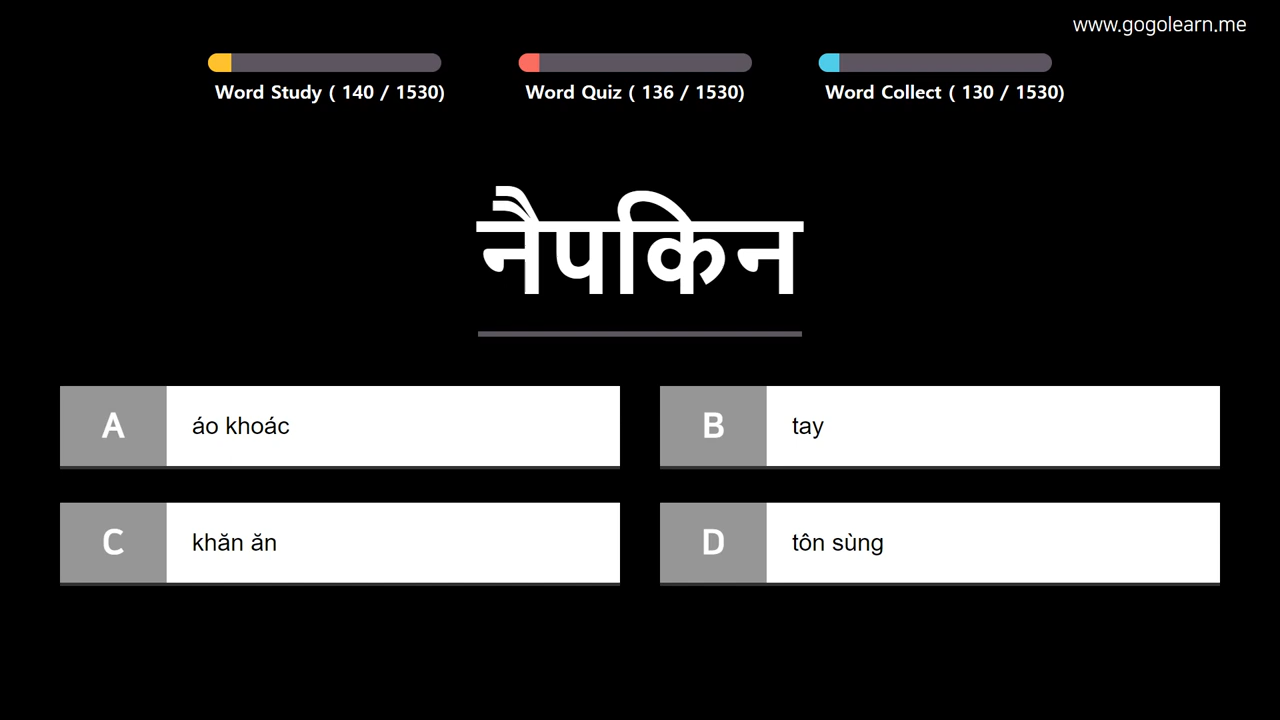 www.gogolearn.me
Word Study ( 140 / 1530)
Word Quiz ( 136 / 1530)
Word Collect ( 130 / 1530)
नैपकिन
A
áo khoác
B
tay
C
khăn ăn
D
tôn sùng